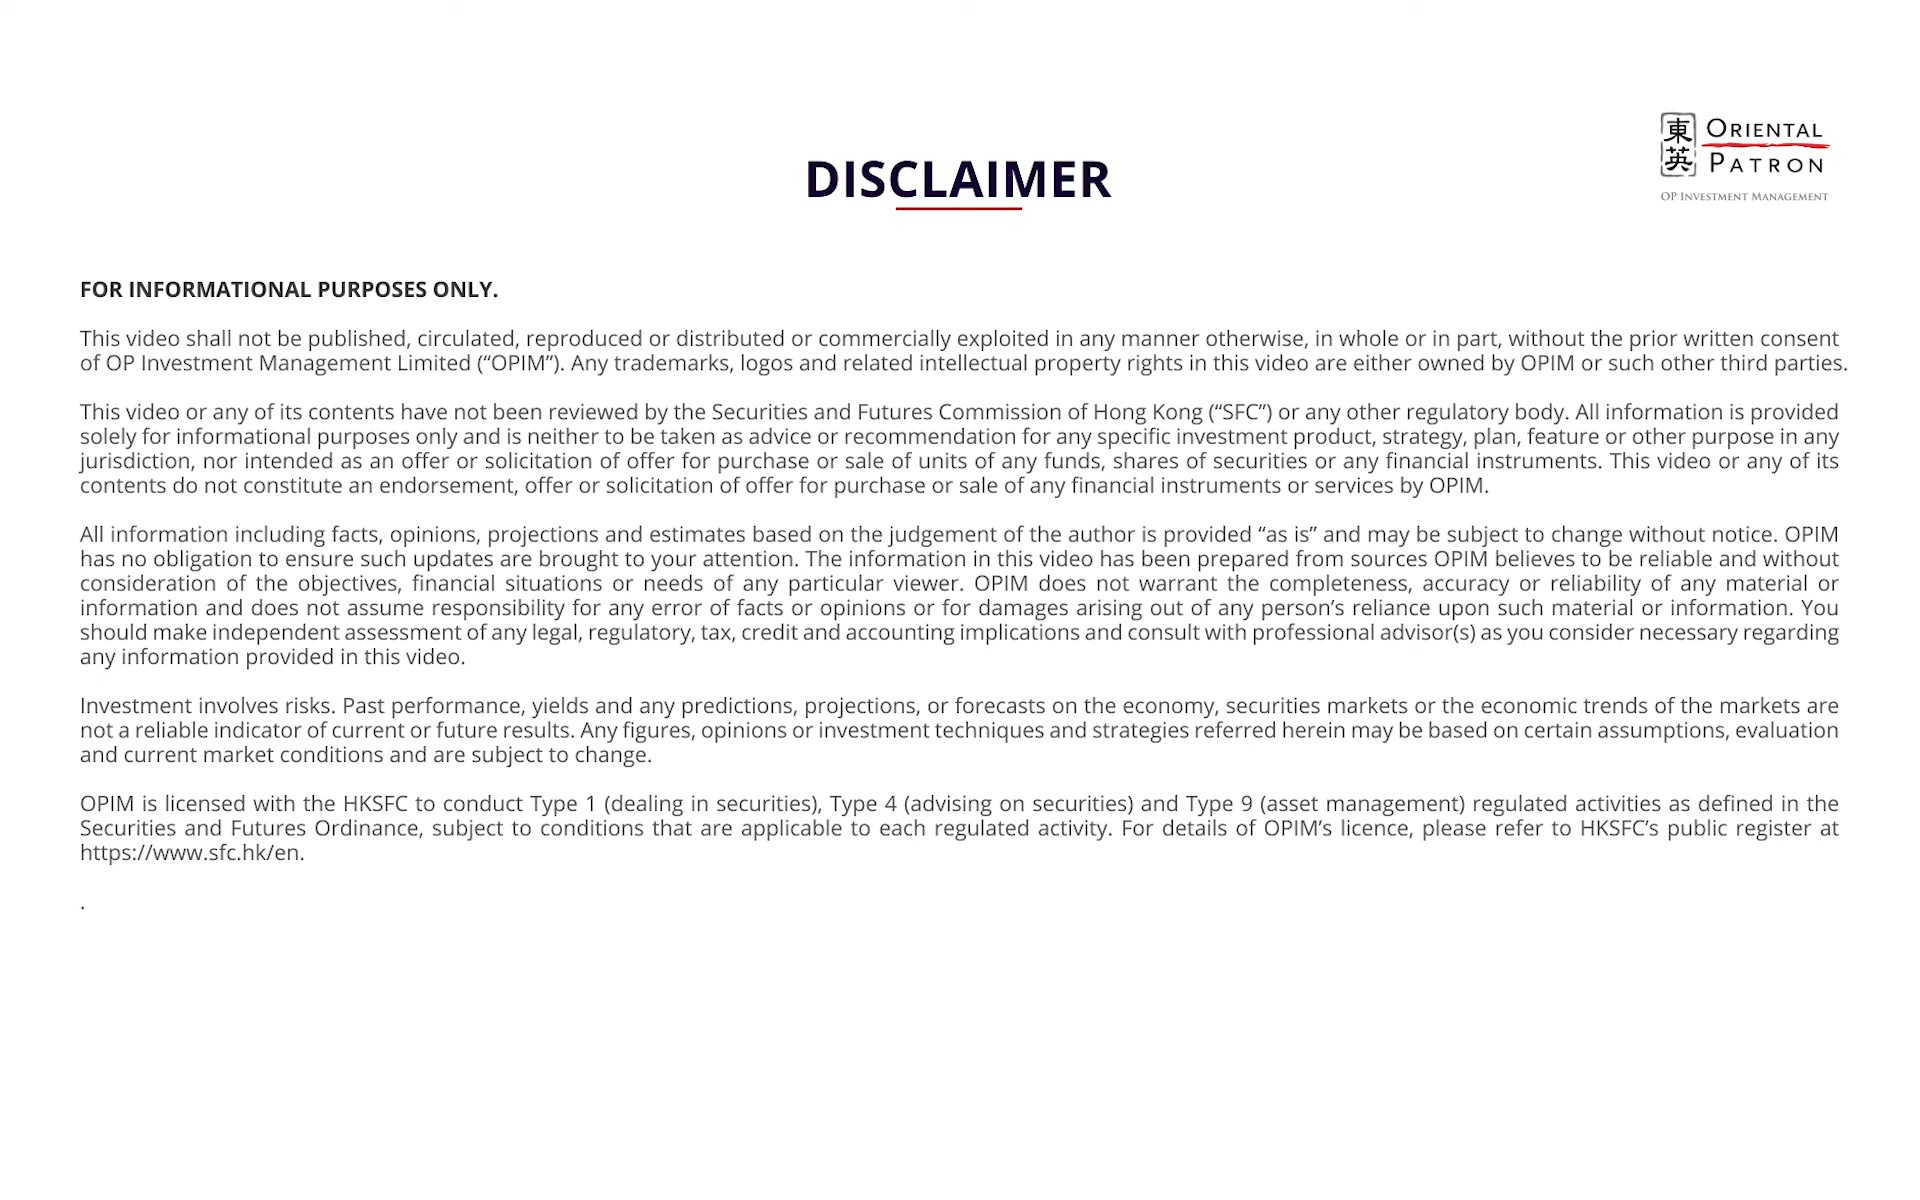 東
英
ORIENTAL
PATRON
OP INVESTMENT MANAGEMENT
DISCLAIMER
FOR INFORMATIONAL PURPOSES ONLY.
This video shall not be published, circulated, reproduced or distributed or commercially exploited in any manner otherwise, in whole or in part, without the prior written consent
of OP Investment Management Limited (“OPIM”). Any trademarks, logos and related intellectual property rights in this video are either owned by OPIM or such other third parties.
This video or any of its contents have not been reviewed by the Securities and Futures Commission of Hong Kong (“SFC”) or any other regulatory body. All information is provided
solely for informational purposes only and is neither to be taken as advice or recommendation for any specific investment product, strategy, plan, feature or other purpose in any
jurisdiction, nor intended as an offer or solicitation of offer for purchase or sale of units of any funds, shares of securities or any financial instruments. This video or any of its
contents do not constitute an endorsement, offer or solicitation of offer for purchase or sale of any financial instruments or services by OPIM.
All information including facts, opinions, projections and estimates based on the judgement of the author is provided “as is” and may be subject to change without notice. OPIM
has no obligation to ensure such updates are brought to your attention. The information in this video has been prepared from sources OPIM believes to be reliable and without
consideration of the objectives, financial situations or needs of any particular viewer. OPIM does not warrant the completeness, accuracy or reliability of any material or
information and does not assume responsibility for any error of facts or opinions or for damages arising out of any person’s reliance upon such material or information. You
should make independent assessment of any legal, regulatory, tax, credit and accounting implications and consult with professional advisor(s) as you consider necessary regarding
any information provided in this video.
Investment involves risks. Past performance, yields and any predictions, projections, or forecasts on the economy, securities markets or the economic trends of the markets are
not a reliable indicator of current or future results. Any figures, opinions or investment techniques and strategies referred herein may be based on certain assumptions, evaluation
and current market conditions and are subject to change.
OPIM is licensed with the HKSFC to conduct Type 1 (dealing in securities), Type 4 (advising on securities) and Type 9 (asset management) regulated activities as defined in the
Securities and Futures Ordinance, subject to conditions that are applicable to each regulated activity. For details of OPIM’s licence, please refer to HKSFC’s public register at
https://www.sfc.hk/en.
.